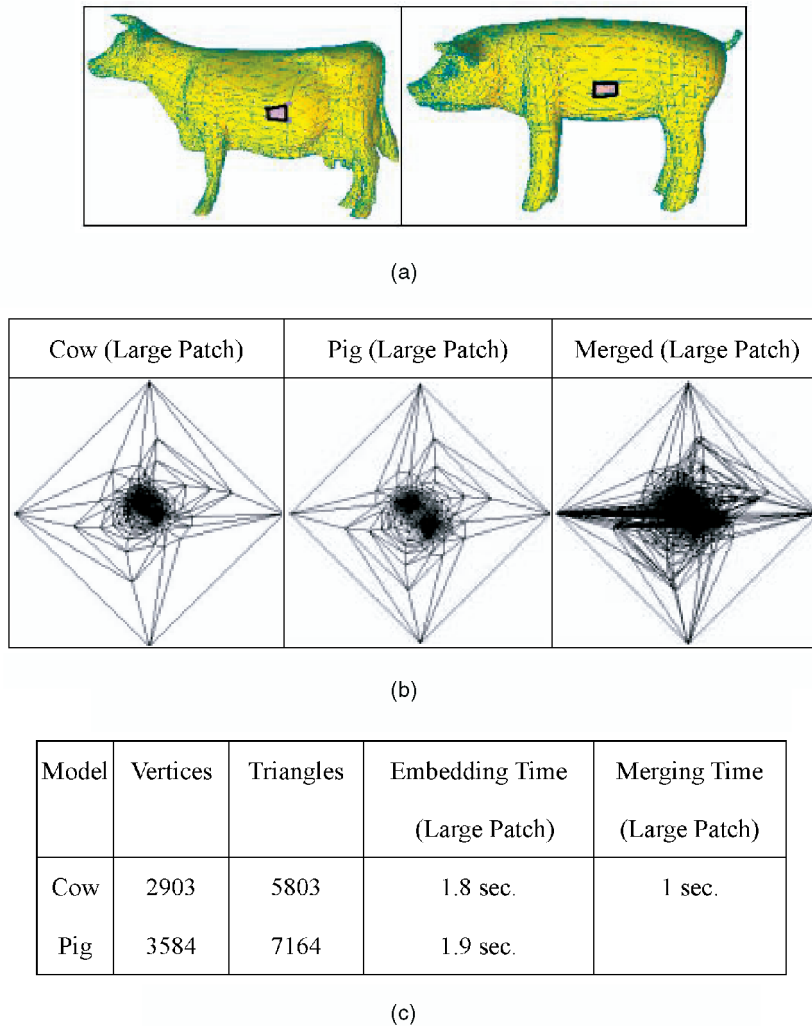 (a)
Cow (Large Patch) Pig (Large Patch) Merged (Large Patch)
(b)
Model Vertices Triangles Embedding Time Merging Time
(Large Patch) (Large Patch)
Cow 2903 5803 1.8 sec. 1 sec.
Pig 3584 7164 1.9 sec.
(c)